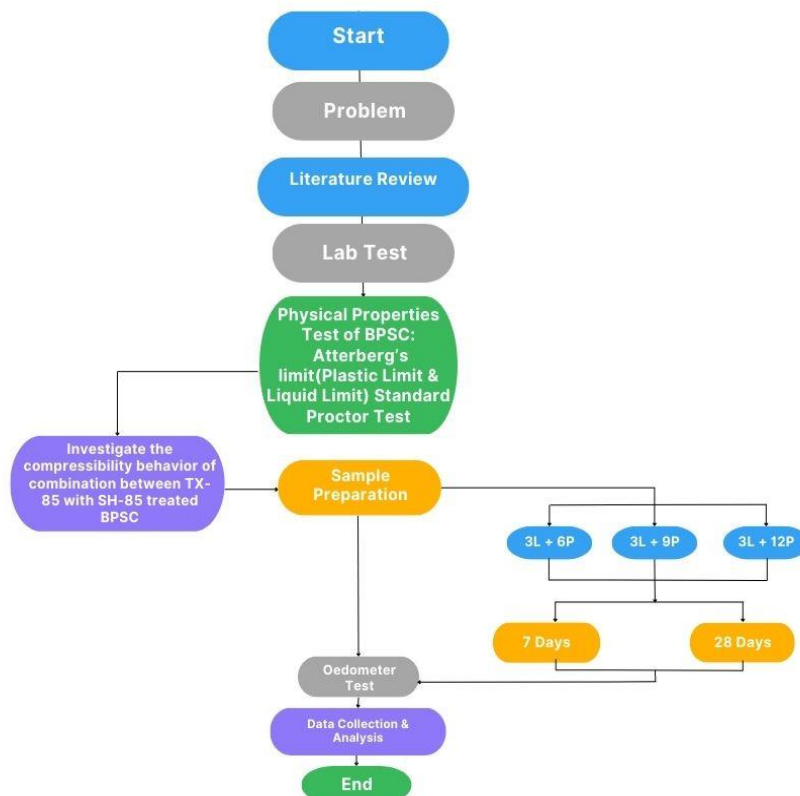 Start
Problem
Literature Review
Lab Test
Physical Properties
Test of BPSC:
Atterberg's
limit(Plastic Limit &
Liquid Limit) Standard
Proctor Test
Investigate the
compressibility behavior of
combination between TX-
85 with SH-85 treated
BPSC
Sample
Preparation
3L + 6P
3L + 9P
3L + 12P
7 Days
28 Days
Oedometer
Test
Data Collection &
Analysis
End